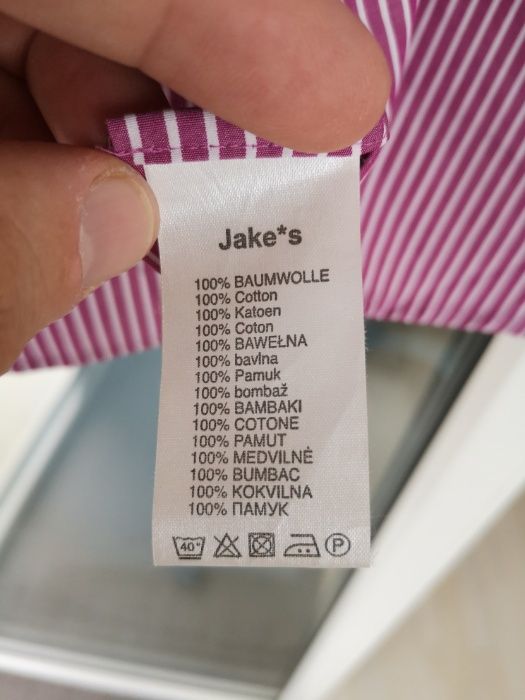 Jake*s
100% BAUMWOLLE
100% Cotton
100% Katoen
100% Coton
100% BAWEŁNA
100% bavlna
100% Pamuk
100% bombaž
100% BAMBAKI
100% COTONE
100% PAMUT
100% MEDVILNĖ
100% BUMBAC
100% KOKVILNA
100% ПАМУК
40° P